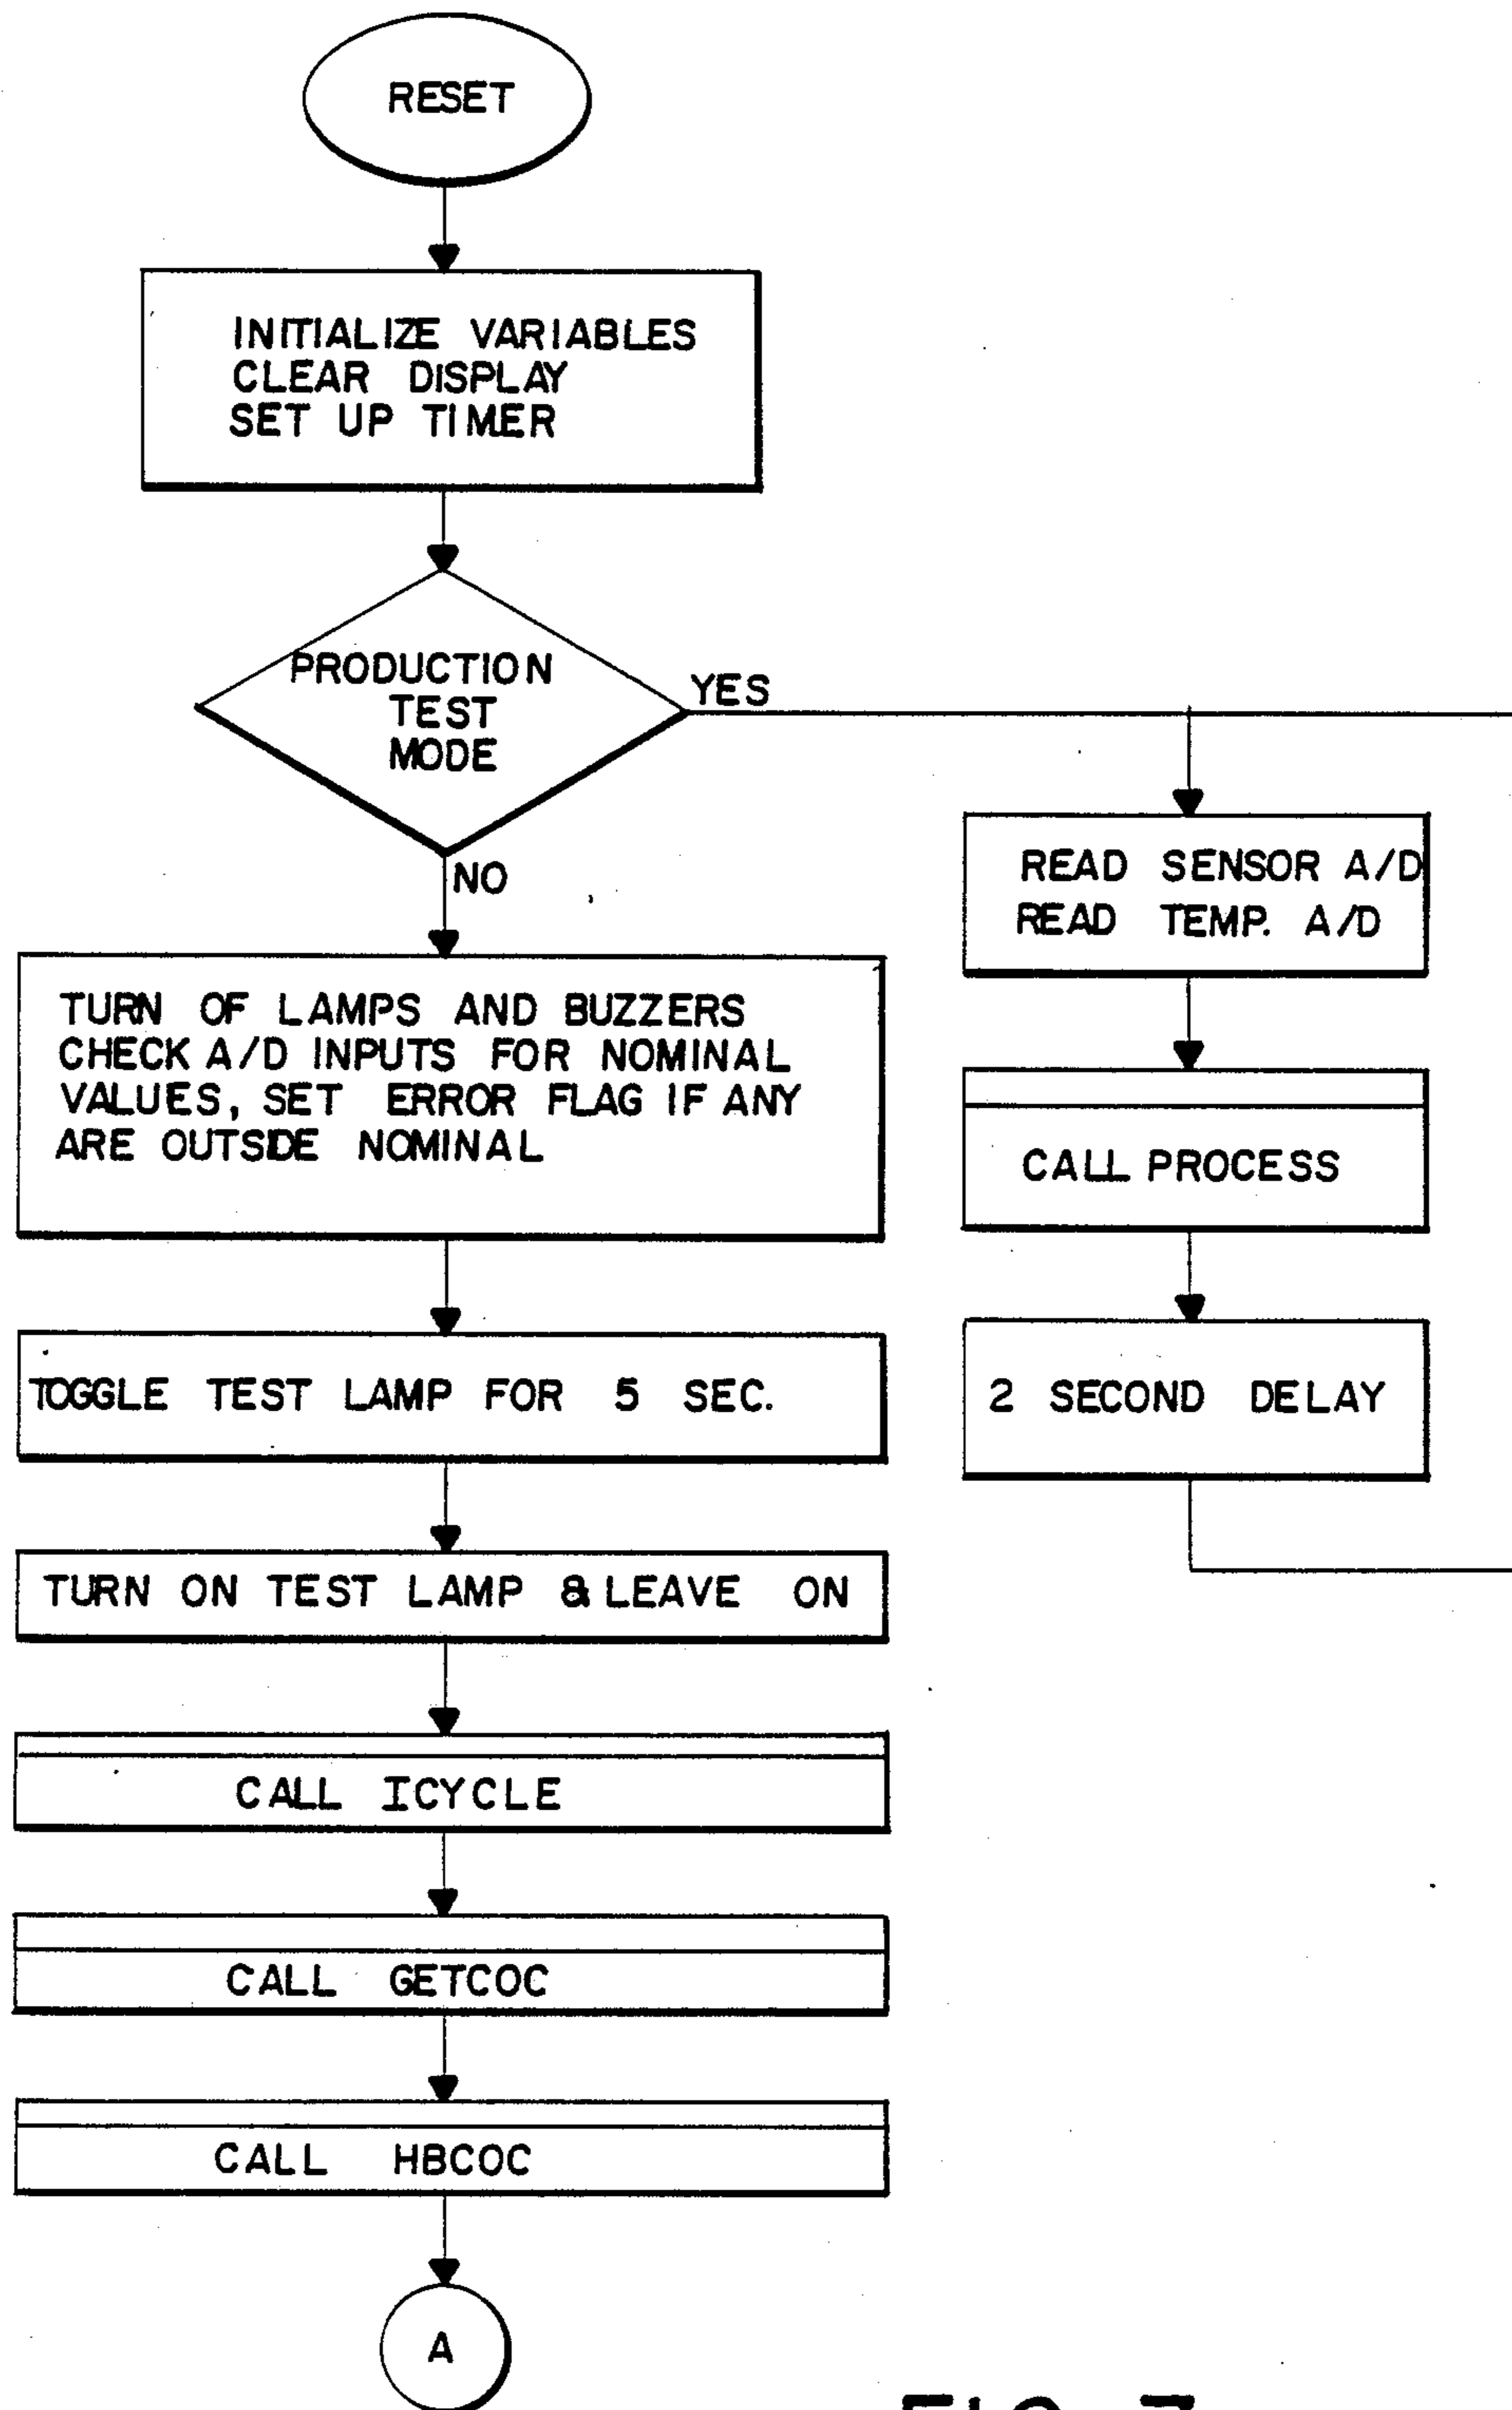 RESET
INITIALIZE VARIABLES
CLEAR DISPLAY
SET UP TIMER
PRODUCTION
TEST
MODE
YES
NO
TURN OF LAMPS AND BUZZERS
CHECK A/D INPUTS FOR NOMINAL
VALUES, SET ERROR FLAG IF ANY
ARE OUTSIDE NOMINAL
TOGGLE TEST LAMP FOR 5 SEC.
TURN ON TEST LAMP & LEAVE ON
CALL ICYCLE
CALL GETCOC
CALL HBCOC
A
READ SENSOR A/D
READ TEMP. A/D
CALL PROCESS
2 SECOND DELAY